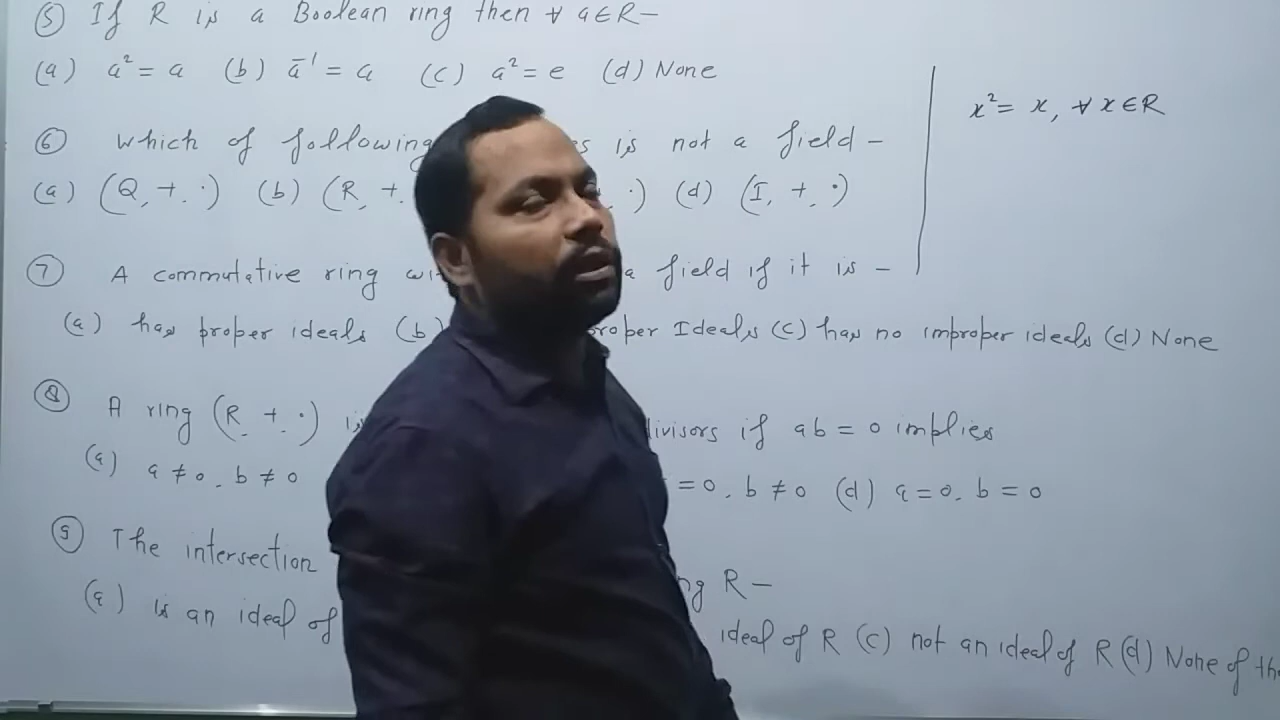 ⑤ If R is a Boolean ring then ∀ a∈R–
(a) a² = a (b) a⁻¹ = a (c) a² = e (d) None
x² = x, ∀ x∈R
⑥ Which of following is not a field –
(a) (Q, +, ·) (b) (R, +, ·) (d) (I, +, ·)
⑦ A commutative ring a field if it is –
(a) has proper ideals (b) Ideals (c) has no improper ideals (d) None
⑧ A ring (R, +, ·) divisors if ab = 0 implies
(a) a ≠ 0, b ≠ 0 = 0, b ≠ 0 (d) a = 0, b = 0
⑨ The intersection R –
(a) is an ideal of ideal of R (c) not an ideal of R (d) None of